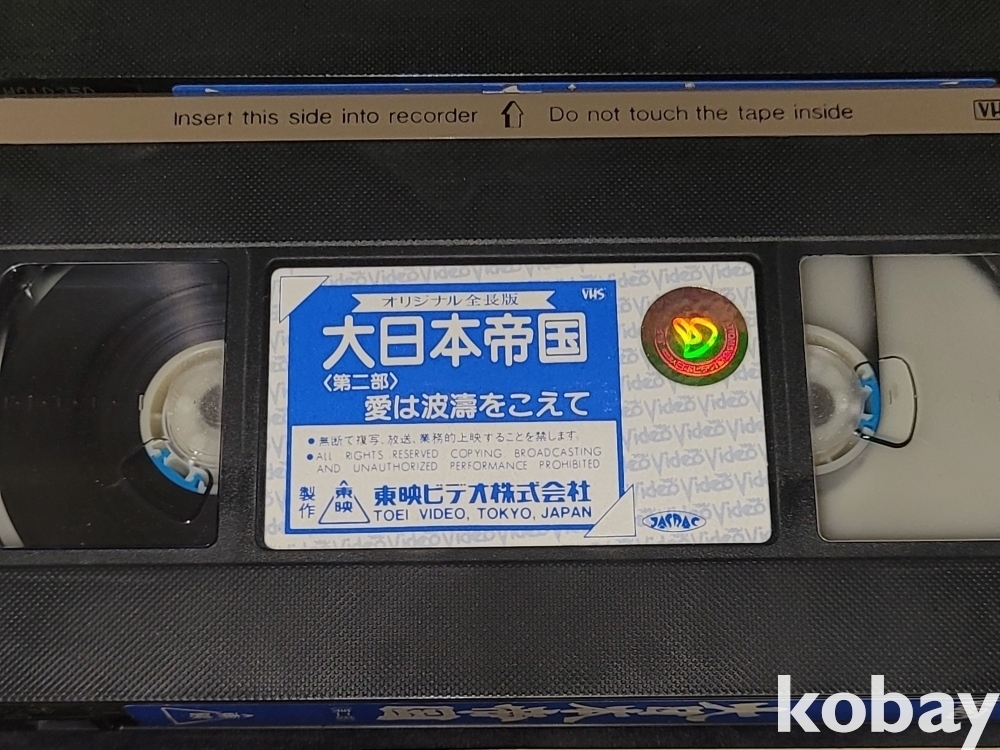 Insert this side into recorder
Do not touch the tape inside
VHS
オリジナル全長版
VHS
大日本帝国
〈第二部〉
愛は波濤をこえて
●無断で複写、放送、業務的上映することを禁じます。
●ALL RIGHTS RESERVED COPYING BROADCASTING
AND UNAUTHORIZED PERFORMANCE PROHIBITED
製作
東映
東映ビデオ株式会社
TOEI VIDEO, TOKYO, JAPAN
JASRAC
kobay